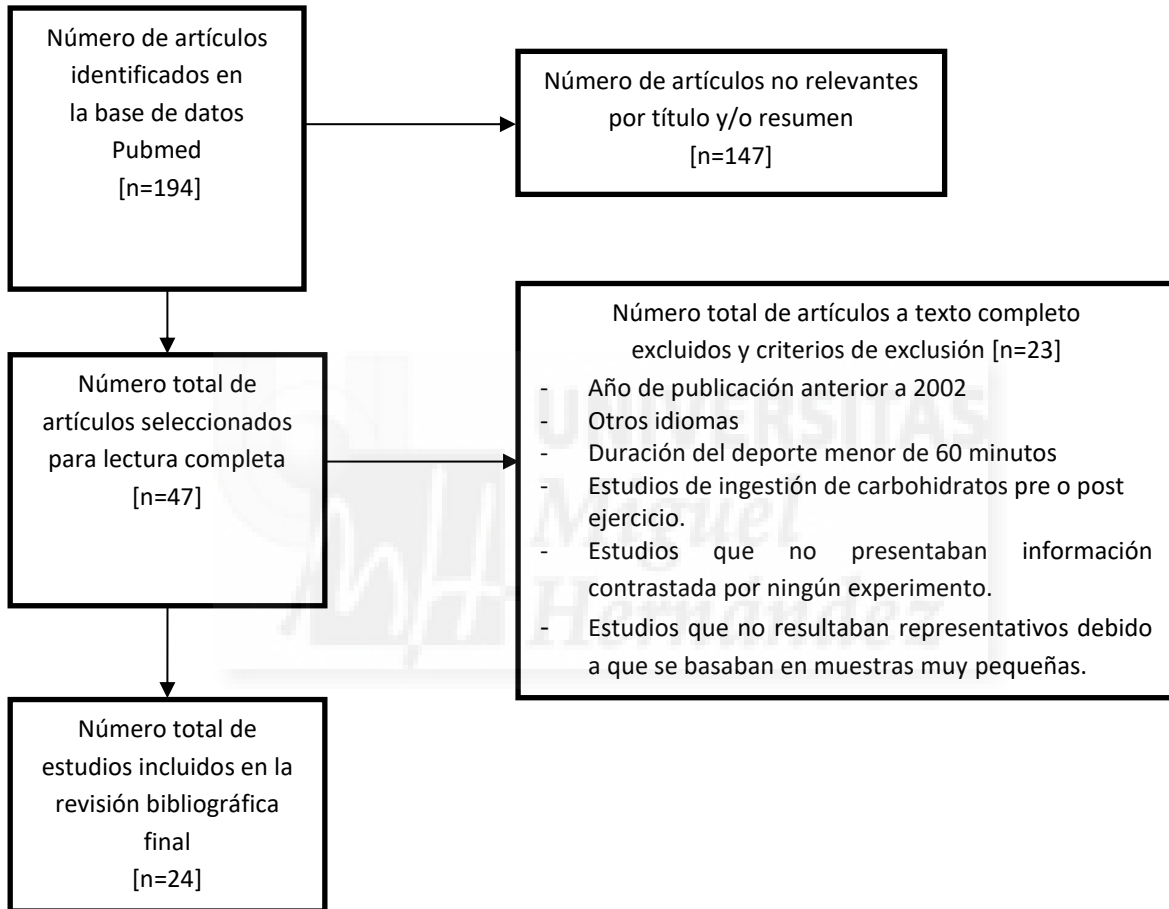 Número de artículos
identificados en
la base de datos
Pubmed
[n=194]
Número de artículos no relevantes
por título y/o resumen
[n=147]
Número total de
artículos seleccionados
para lectura completa
[n=47]
Número total de artículos a texto completo
excluidos y criterios de exclusión [n=23]
- Año de publicación anterior a 2002
- Otros idiomas
- Duración del deporte menor de 60 minutos
- Estudios de ingestión de carbohidratos pre o post
ejercicio.
- Estudios que no presentaban información
contrastada por ningún experimento.
- Estudios que no resultaban representativos debido
a que se basaban en muestras muy pequeñas.
Número total de
estudios incluidos en la
revisión bibliográfica
final
[n=24]
UNIVERSITAS
Miguel
Hernández